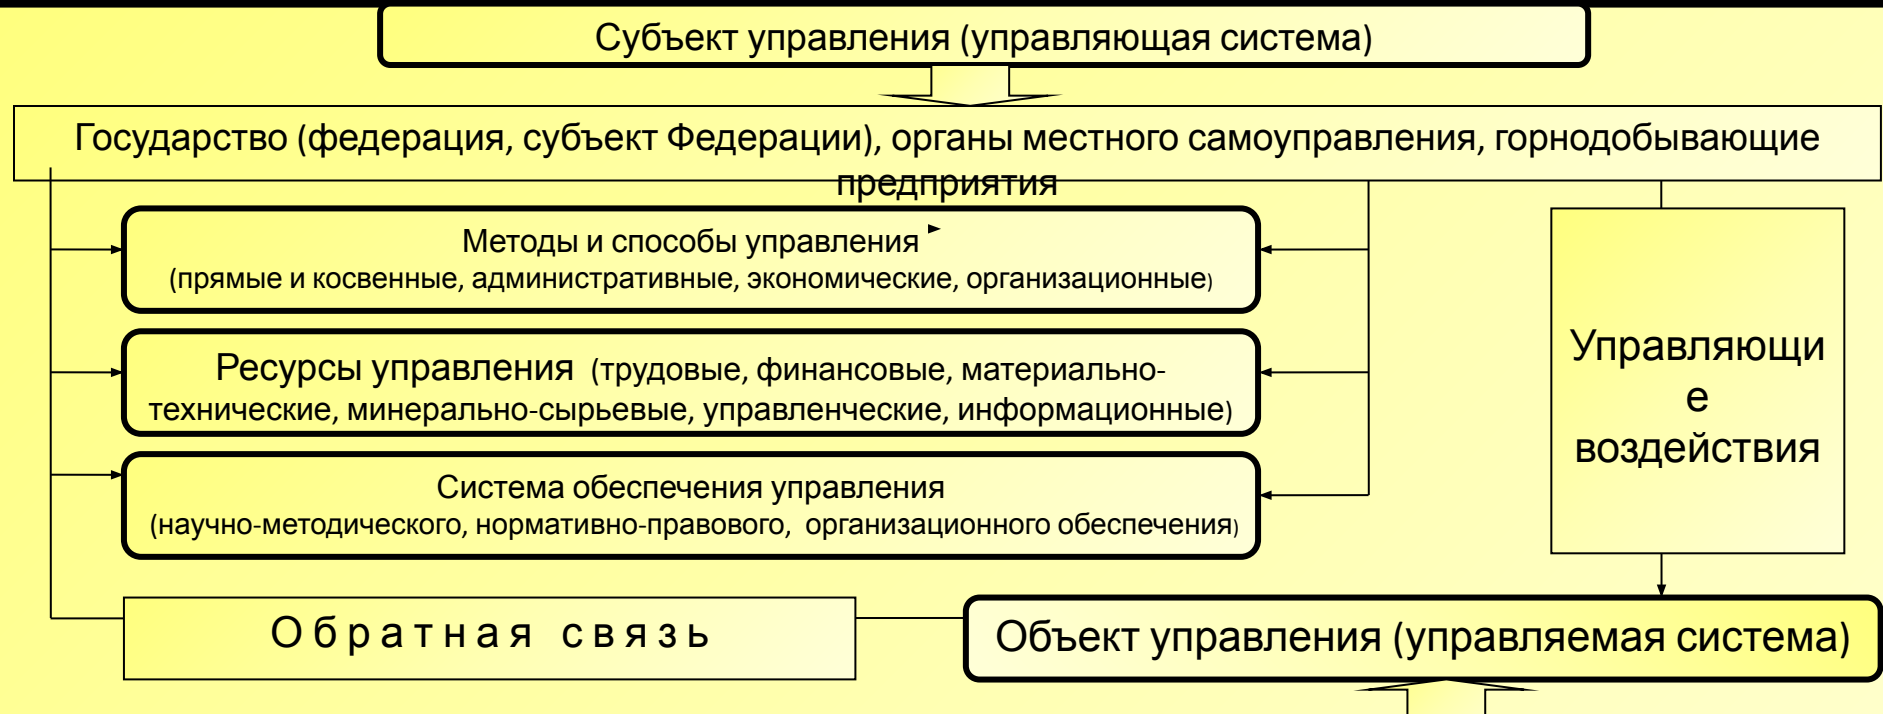 Субъект управления (управляющая система)
Государство (федерация, субъект Федерации), органы местного самоуправления, горнодобывающие
предприятия
Методы и способы управления
(прямые и косвенные, административные, экономические, организационные)
Ресурсы управления (трудовые, финансовые, материально-
технические, минерально-сырьевые, управленческие, информационные)
Система обеспечения управления
(научно-методического, нормативно-правового, организационного обеспечения)
Управляющи
е
воздействия
Обратная связь
Объект управления (управляемая система)